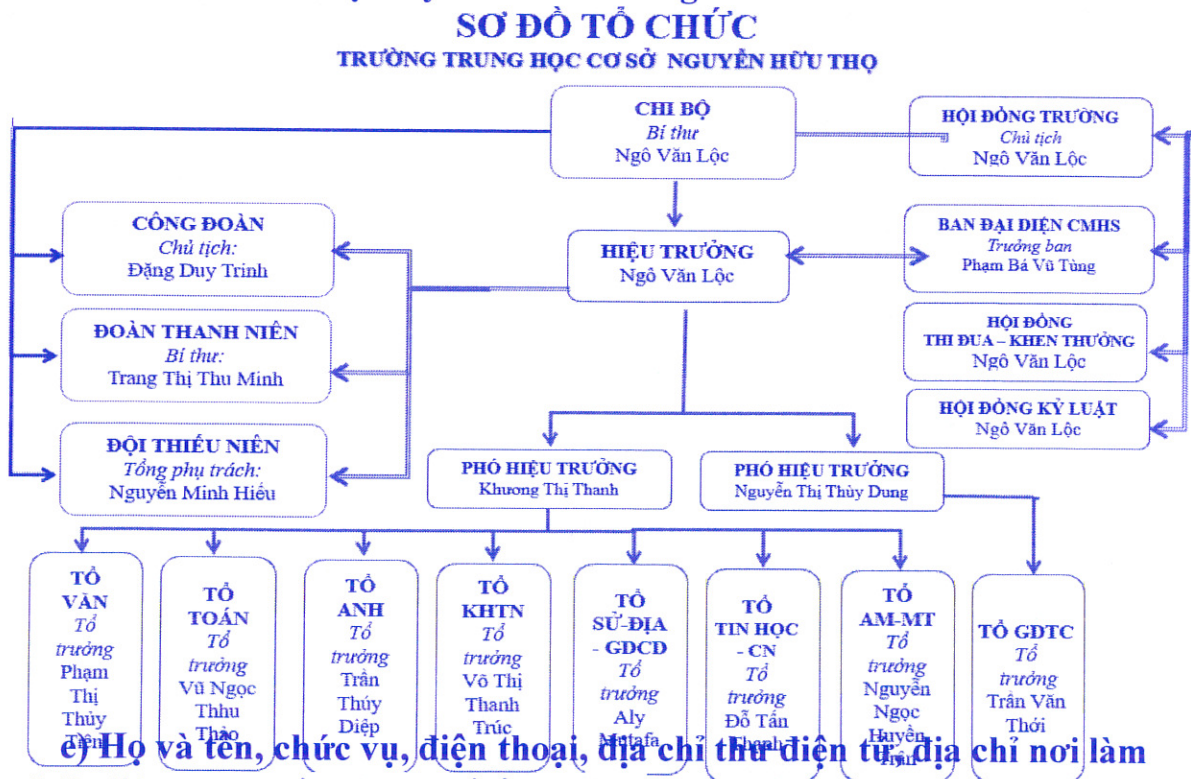 SƠ ĐỒ TỔ CHỨC
TRƯỜNG TRUNG HỌC CƠ SỞ NGUYỄN HỮU THỌ
CHI BỘ
Bí thư
Ngô Văn Lộc
HỘI ĐỒNG TRƯỜNG
Chủ tịch
Ngô Văn Lộc
CÔNG ĐOÀN
Chủ tịch:
Đặng Duy Trinh
HIỆU TRƯỞNG
Ngô Văn Lộc
BAN ĐẠI DIỆN CMHS
Trưởng ban
Phạm Bá Vũ Tùng
ĐOÀN THANH NIÊN
Bí thư:
Trang Thị Thu Minh
HỘI ĐỒNG
THI ĐUA – KHEN THƯỞNG
Ngô Văn Lộc
HỘI ĐỒNG KỶ LUẬT
Ngô Văn Lộc
ĐỘI THIẾU NIÊN
Tổng phụ trách:
Nguyễn Minh Hiếu
PHÓ HIỆU TRƯỞNG
Khương Thị Thanh
PHÓ HIỆU TRƯỞNG
Nguyễn Thị Thùy Dung
TỔ
VĂN
Tổ
trưởng
Phạm
Thị
Thủy
Tiên
TỔ
TOÁN
Tổ
trưởng
Vũ Ngọc
Thhu
Thảo
TỔ
ANH
Tổ
trưởng
Trần
Thúy
Diệp
TỔ
KHTN
Tổ
trưởng
Võ Thị
Thanh
Trúc
TỔ
SỬ-ĐỊA
- GDCD
Tổ
trưởng
Aly
Mutafa
TỔ
TIN HỌC
- CN
Tổ
trưởng
Đỗ Tấn
Thanh
TỔ
AM-MT
Tổ
trưởng
Nguyễn
Ngọc
Huyền
Trân
TỔ GDTC
Tổ
trưởng
Trần Văn
Thới
e) Họ và tên, chức vụ, điện thoại, địa chỉ thư điện tử, địa chỉ nơi làm